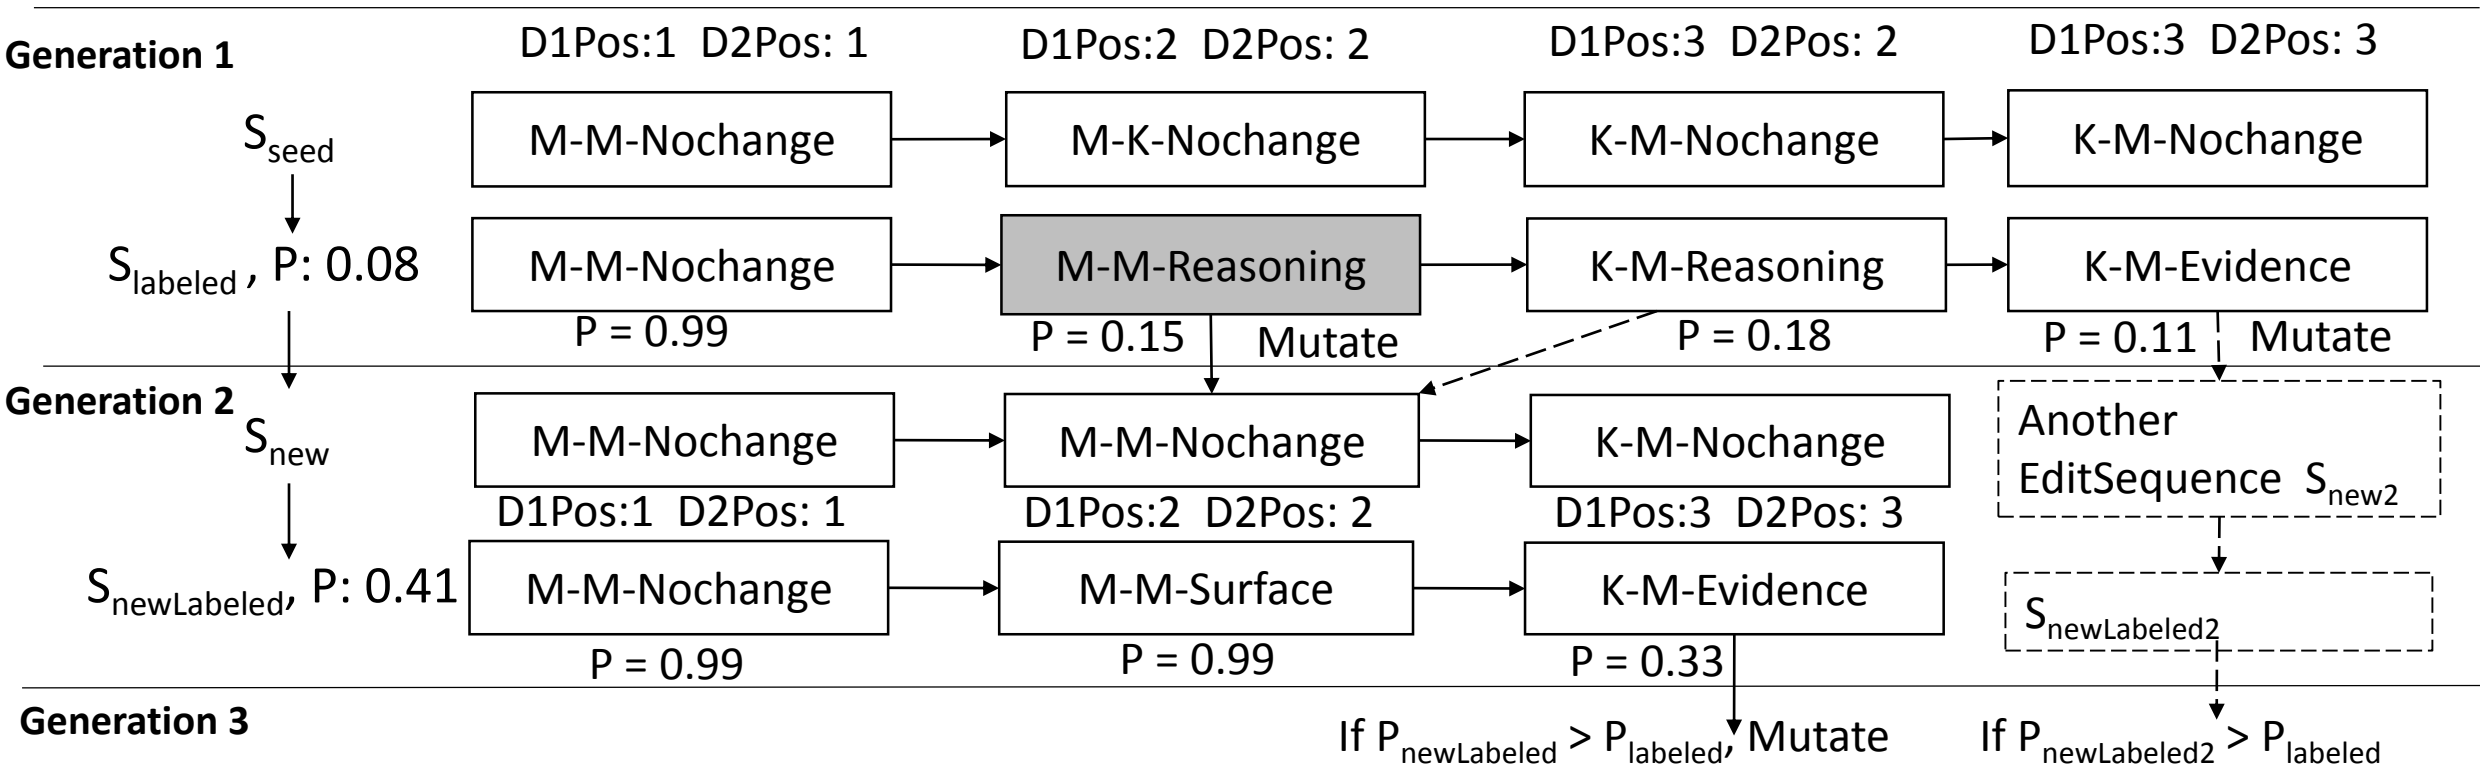 Generation 1
D1Pos:1 D2Pos: 1
D1Pos:2 D2Pos: 2
D1Pos:3 D2Pos: 2
D1Pos:3 D2Pos: 3
Sseed
M-M-Nochange
M-K-Nochange
K-M-Nochange
K-M-Nochange
Slabeled , P: 0.08
M-M-Nochange
M-M-Reasoning
K-M-Reasoning
K-M-Evidence
P = 0.99
P = 0.15
Mutate
P = 0.18
P = 0.11
Mutate
Generation 2
Snew
M-M-Nochange
M-M-Nochange
K-M-Nochange
Another
EditSequence Snew2
D1Pos:1 D2Pos: 1
D1Pos:2 D2Pos: 2
D1Pos:3 D2Pos: 3
SnewLabeled, P: 0.41
M-M-Nochange
M-M-Surface
K-M-Evidence
SnewLabeled2
P = 0.99
P = 0.99
P = 0.33
Generation 3
If PnewLabeled > Plabeled, Mutate
If PnewLabeled2 > Plabeled